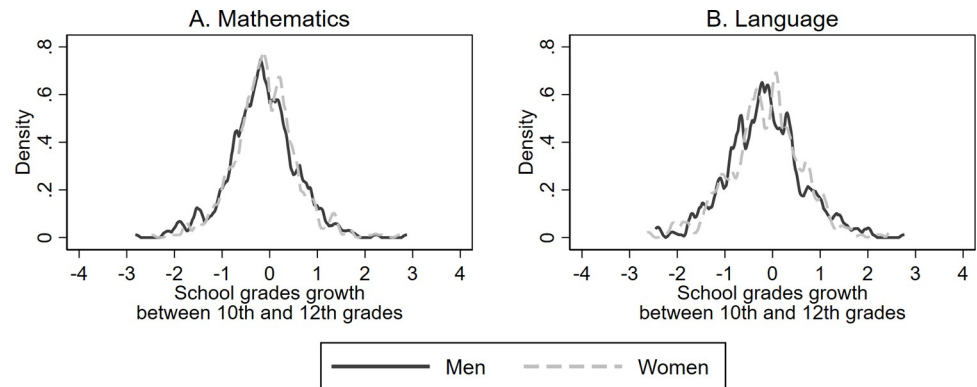 A. Mathematics
Density
.8
.6
.4
.2
0
-4 -3 -2 -1 0 1 2 3 4
School grades growth
between 10th and 12th grades
B. Language
Density
.8
.6
.4
.2
0
-4 -3 -2 -1 0 1 2 3 4
School grades growth
between 10th and 12th grades
Men Women